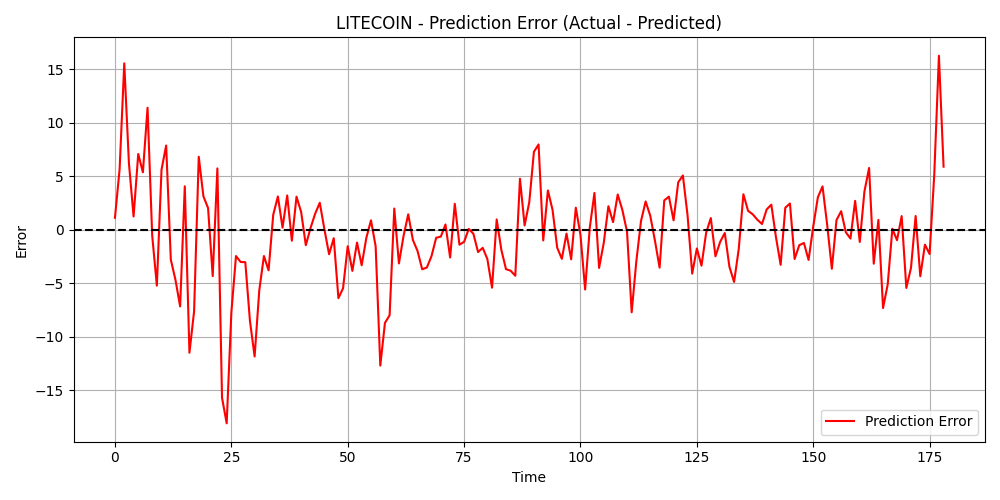 LITECOIN - Prediction Error (Actual - Predicted)
15
10
5
0
−5
−10
−15
Error
0 25 50 75 100 125 150 175
Time
Prediction Error